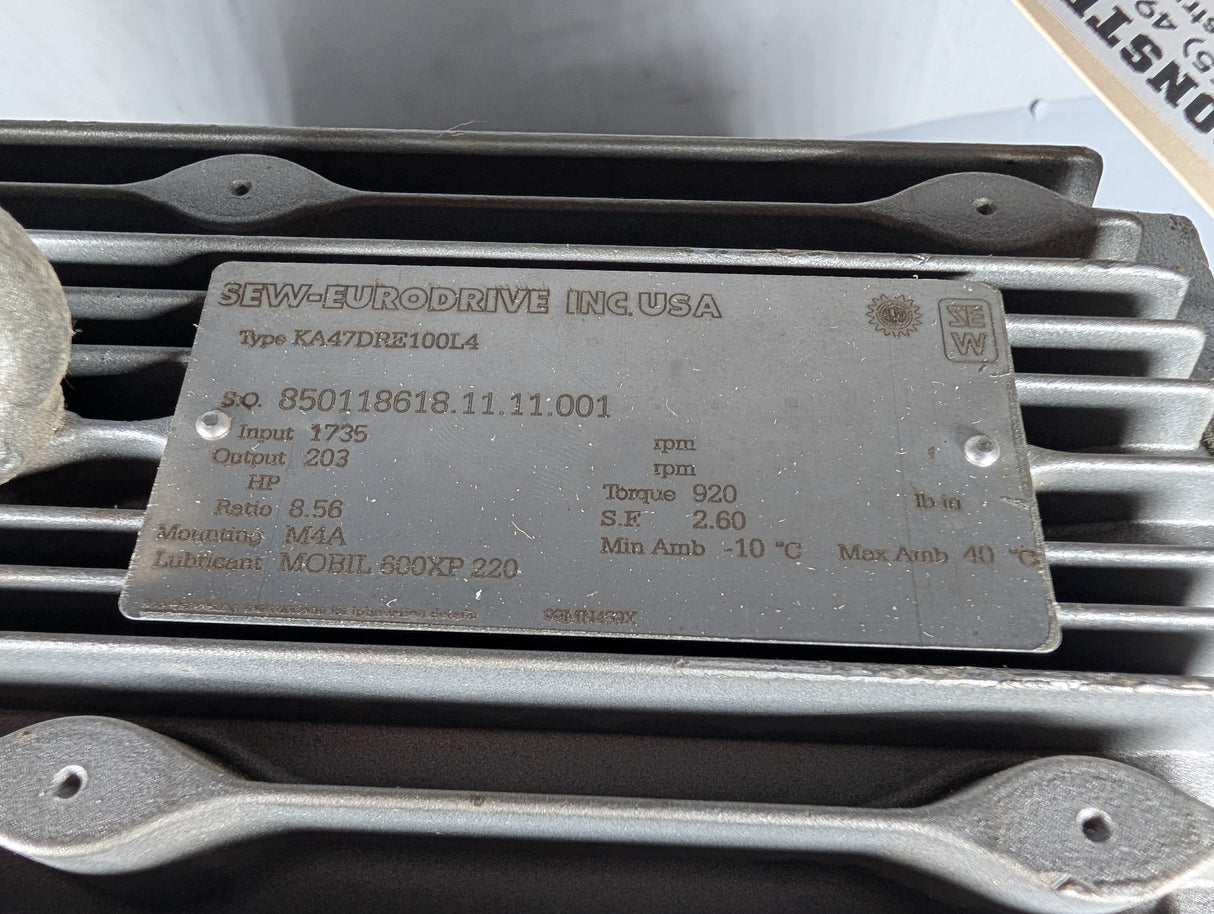 SEW-EURODRIVE INC. USA
SEW
Type KA47DRE100L4
S.O. 850118618.11.11.001
Input 1735 rpm
Output 203 rpm
HP Torque 920 lb-in
Ratio 8.56 S.F. 2.60
Mounting M4A Min Amb -10 °C Max Amb 40 °C
Lubricant MOBIL 600XP 220
99MN439X